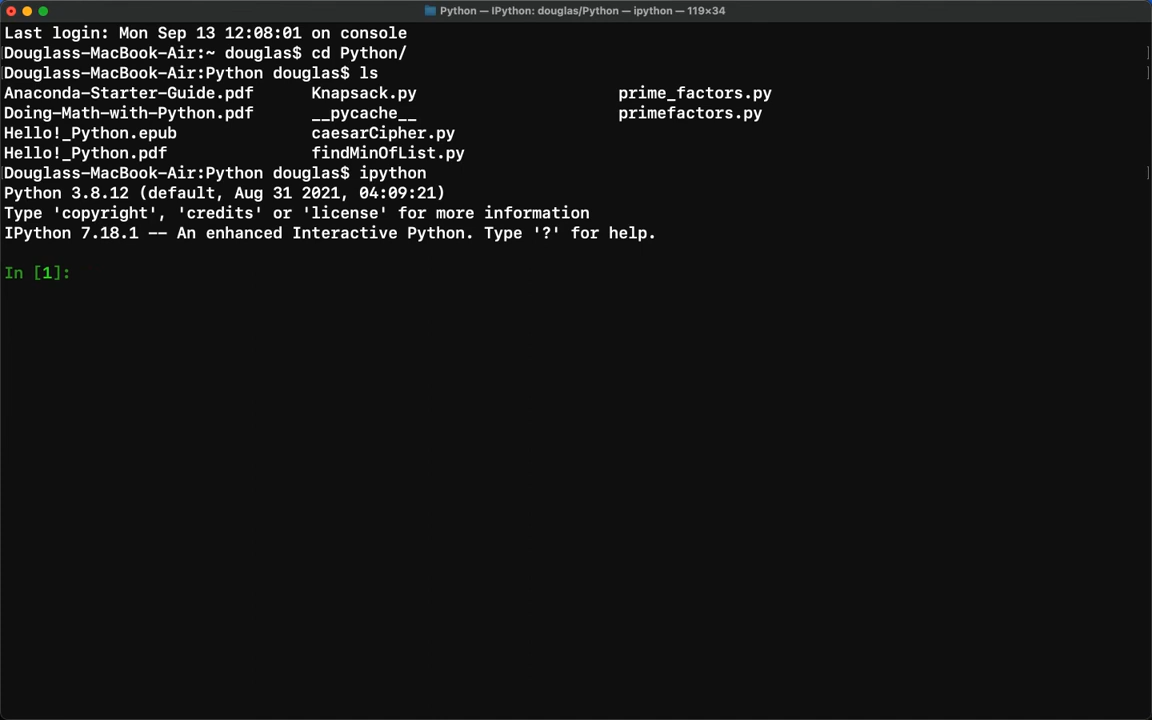 Python — IPython: douglas/Python — ipython — 119×34
Last login: Mon Sep 13 12:08:01 on console
Douglass-MacBook-Air:~ douglas$ cd Python/
Douglass-MacBook-Air:Python douglas$ ls
Anaconda-Starter-Guide.pdf      Knapsack.py                     prime_factors.py
Doing-Math-with-Python.pdf      __pycache__                     primefactors.py
Hello!_Python.epub              caesarCipher.py
Hello!_Python.pdf               findMinOfList.py
Douglass-MacBook-Air:Python douglas$ ipython
Python 3.8.12 (default, Aug 31 2021, 04:09:21)
Type 'copyright', 'credits' or 'license' for more information
IPython 7.18.1 -- An enhanced Interactive Python. Type '?' for help.
In [1]: